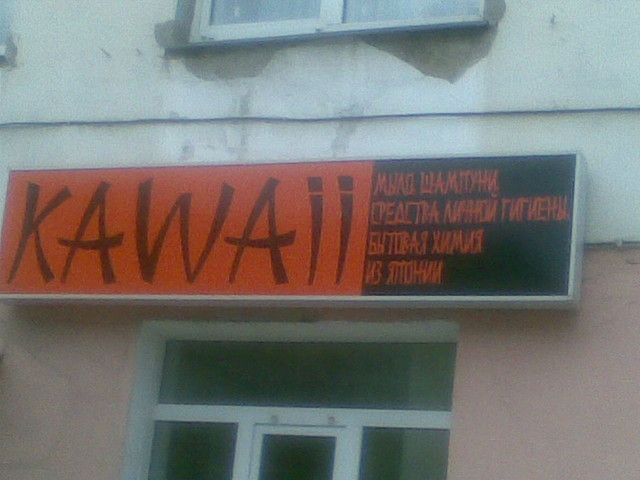 KAWAii
МЫЛО, ШАМПУНИ,
СРЕДСТВА ЛИЧНОЙ ГИГИЕНЫ,
БЫТОВАЯ ХИМИЯ
ИЗ ЯПОНИИ